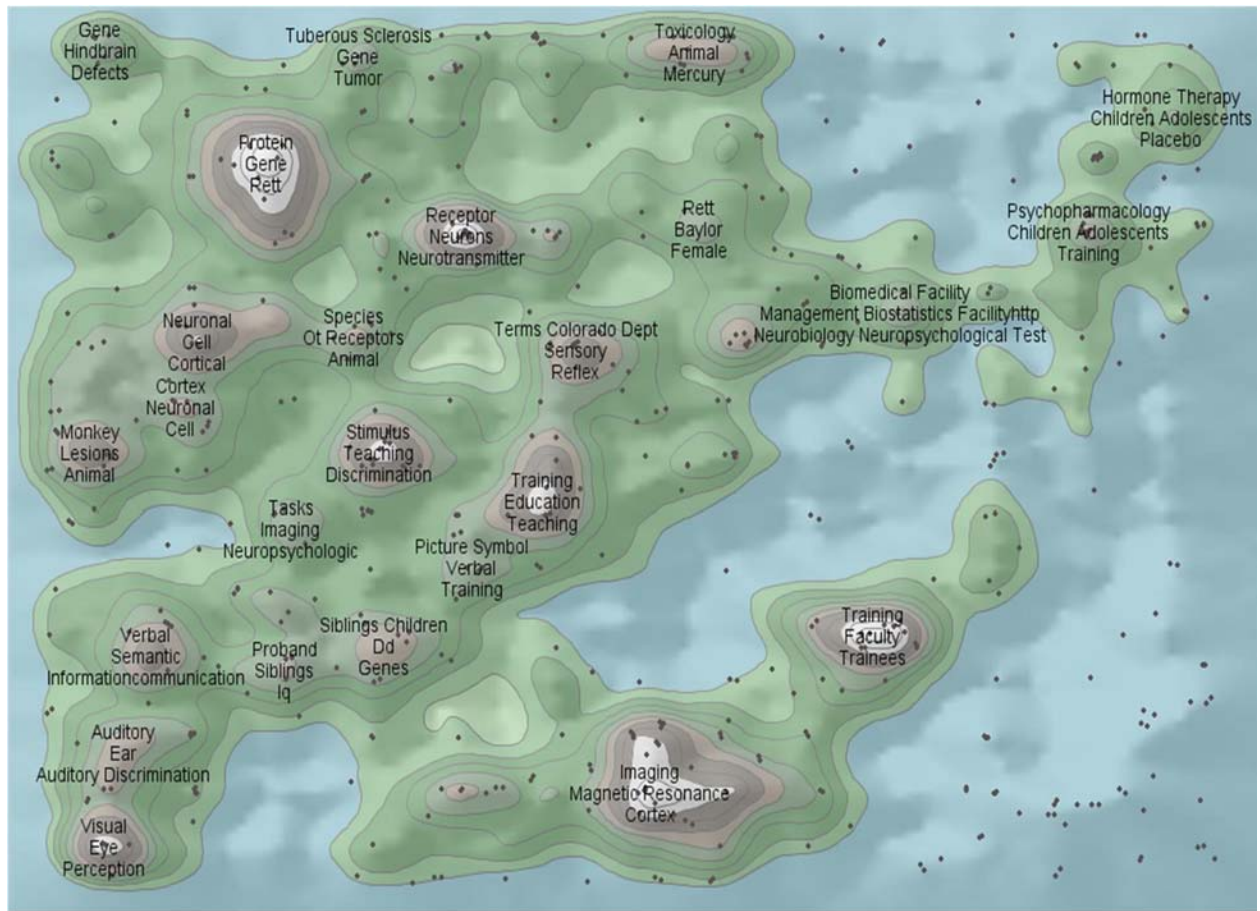 Gene
Hindbrain
Defects
Tuberous Sclerosis
Gene
Tumor
Toxicology
Animal
Mercury
Hormone Therapy
Children Adolescents
Placebo
Protein
Gene
Rett
Receptor
Neurons
Neurotransmitter
Rett
Baylor
Female
Psychopharmacology
Children Adolescents
Training
Biomedical Facility
Management Biostatistics Facilityhttp
Neurobiology Neuropsychological Test
Neuronal
Cell
Cortical
Species
Ot Receptors
Animal
Terms Colorado Dept
Sensory
Reflex
Cortex
Neuronal
Cell
Monkey
Lesions
Animal
Stimulus
Teaching
Discrimination
Training
Education
Teaching
Tasks
Imaging
Neuropsychologic
Picture Symbol
Verbal
Training
Verbal
Semantic
Informationcommunication
Proband
Siblings
Iq
Siblings Children
Dd
Genes
Training
Faculty
Trainees
Auditory
Ear
Auditory Discrimination
Imaging
Magnetic Resonance
Cortex
Visual
Eye
Perception